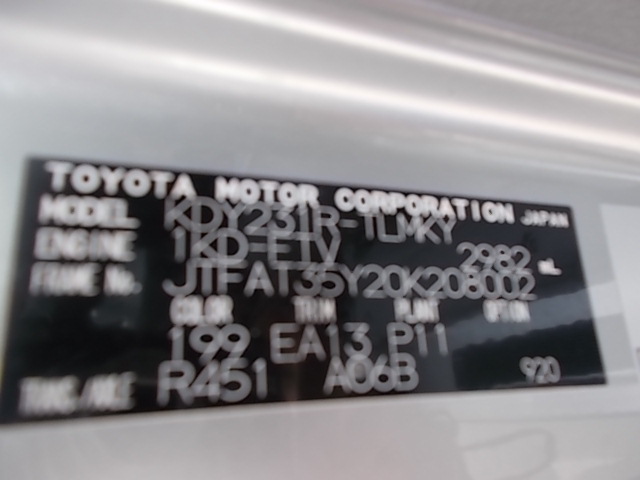 TOYOTA MOTOR CORPORATION JAPAN
MODEL KDY231R-TLMKY
ENGINE 1KD-FTV 2982 mL
FRAME No. JTFAT35Y20K208002
COLOR TRIM PLANT OPTION
199 EA13 P11
TRANS/AXLE R451 A06B 920